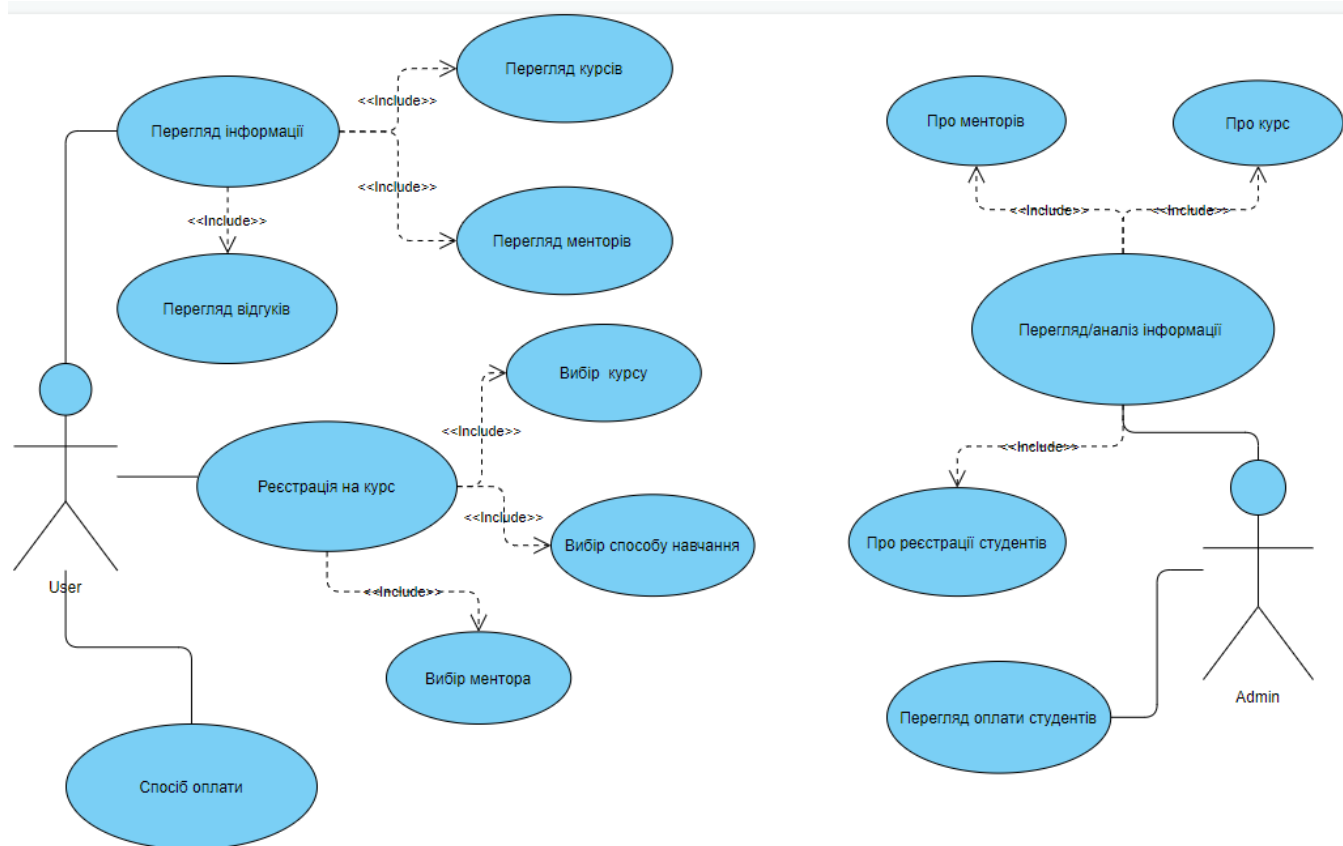 Перегляд курсів
<<Include>>
Перегляд інформації
<<Include>>
<<Include>>
Перегляд менторів
Перегляд відгуків
Вибір курсу
<<Include>>
Реєстрація на курс
<<Include>>
Вибір способу навчання
<<Include>>
User
Вибір ментора
Спосіб оплати
Про менторів
Про курс
<<Include>>
<<Include>>
Перегляд/аналіз інформації
<<Include>>
Про реєстрації студентів
Перегляд оплати студентів
Admin